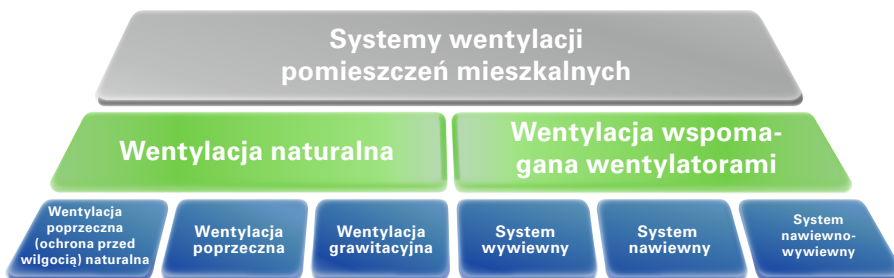 Systemy wentylacji
pomieszczeń mieszkalnych
Wentylacja naturalna
Wentylacja wspoma-
gana wentylatorami
Wentylacja
poprzeczna
(ochrona przed
wilgocią) naturalna
Wentylacja
poprzeczna
Wentylacja
grawitacyjna
System
wywiewny
System
nawiewny
System
nawiewno-
wywiewny